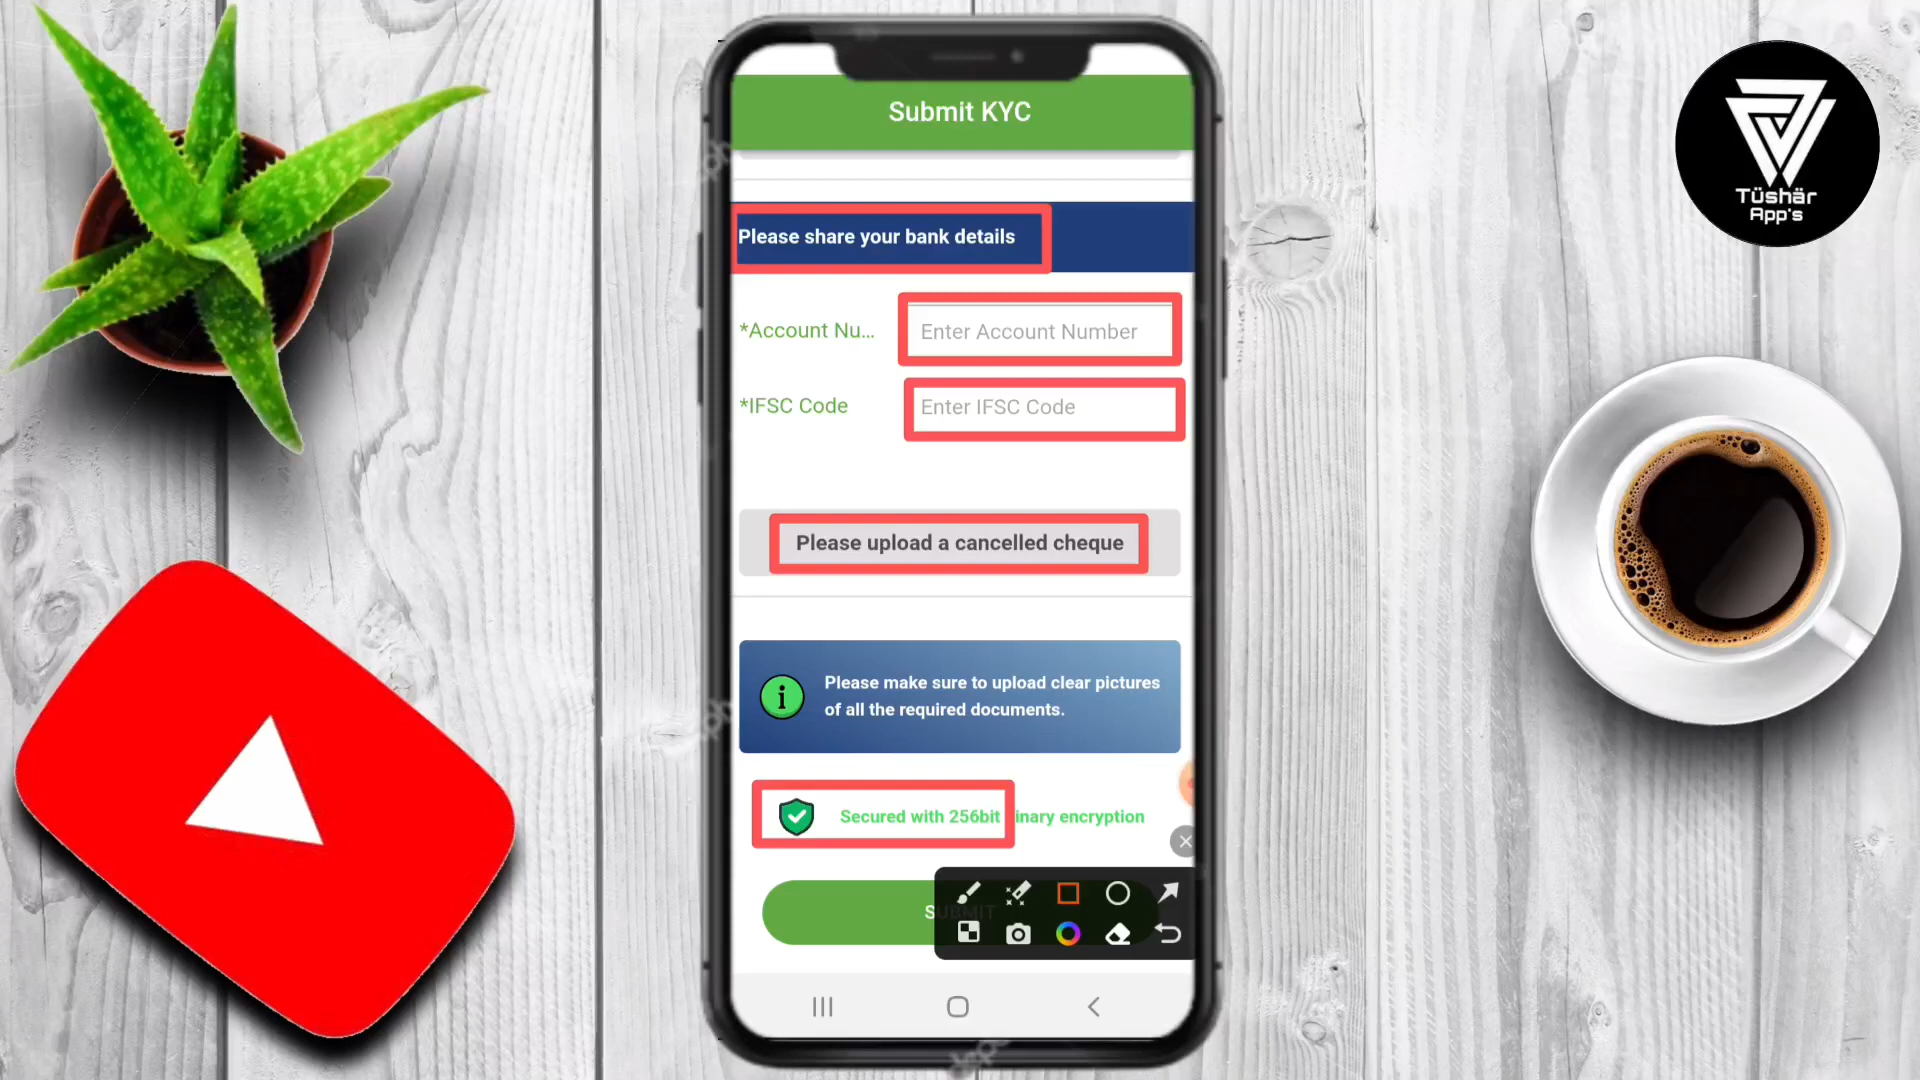 Submit KYC
Please share your bank details
*Account Nu...
Enter Account Number
*IFSC Code
Enter IFSC Code
Please upload a cancelled cheque
Please make sure to upload clear pictures
of all the required documents.
Secured with 256bit inary encryption
SUBMIT
Tüshär
App's